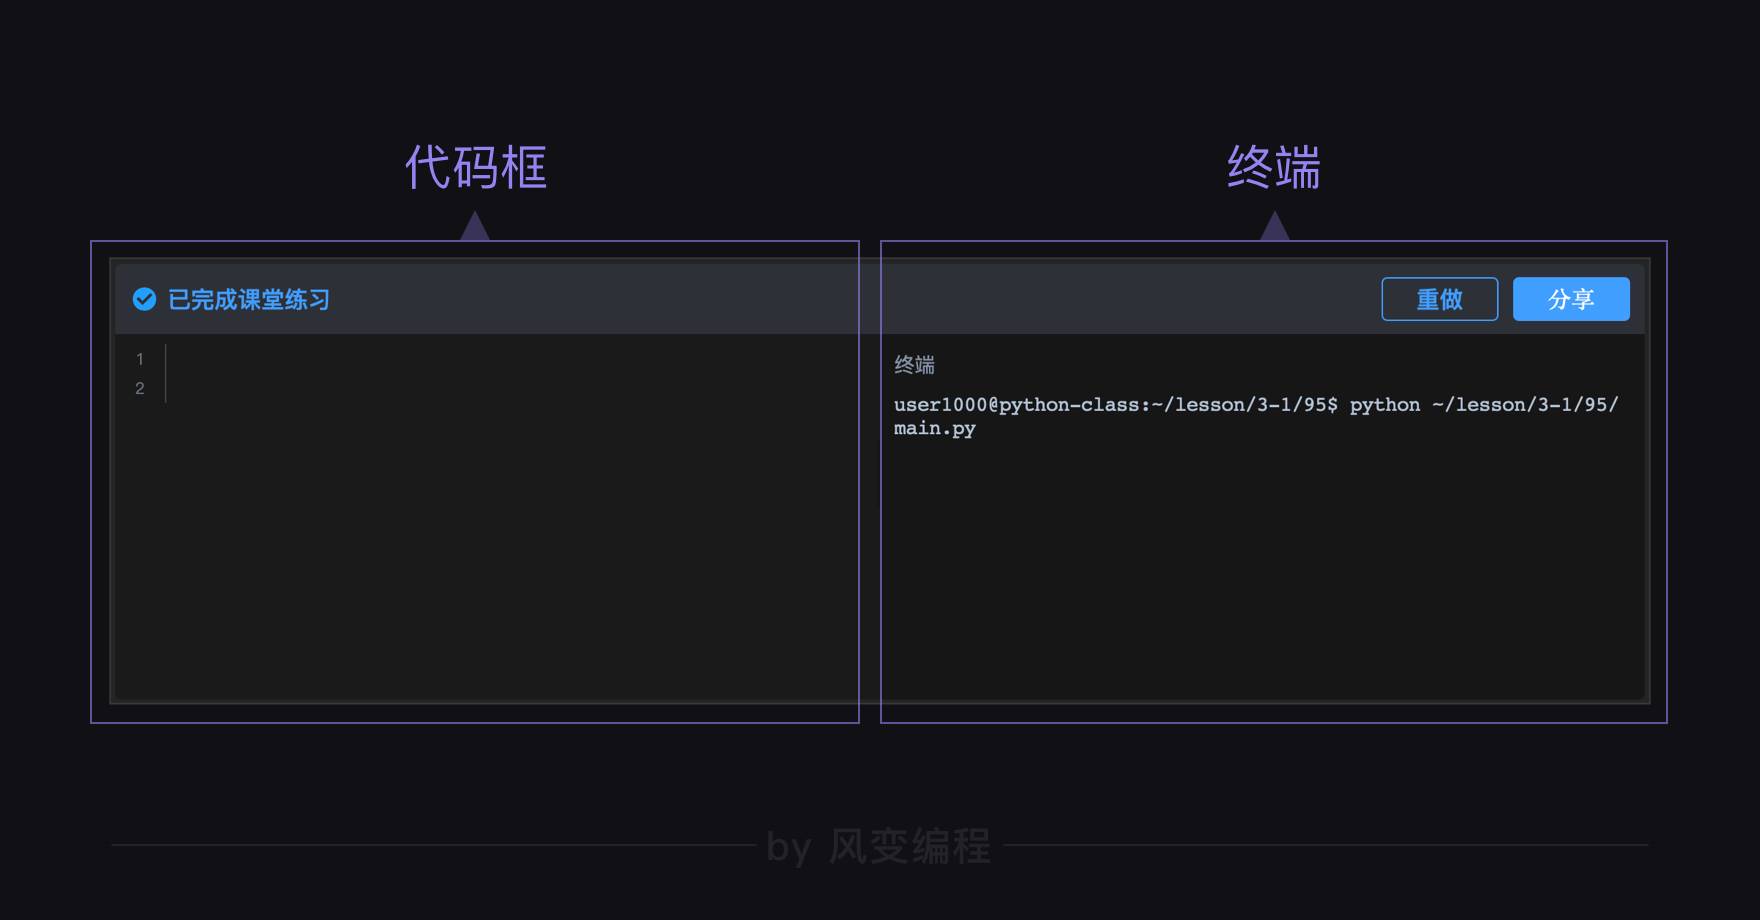 代码框
终端
已完成课堂练习
重做
分享
1
2
终端
user1000@python-class:~/lesson/3-1/95$ python ~/lesson/3-1/95/
main.py
by 风变编程